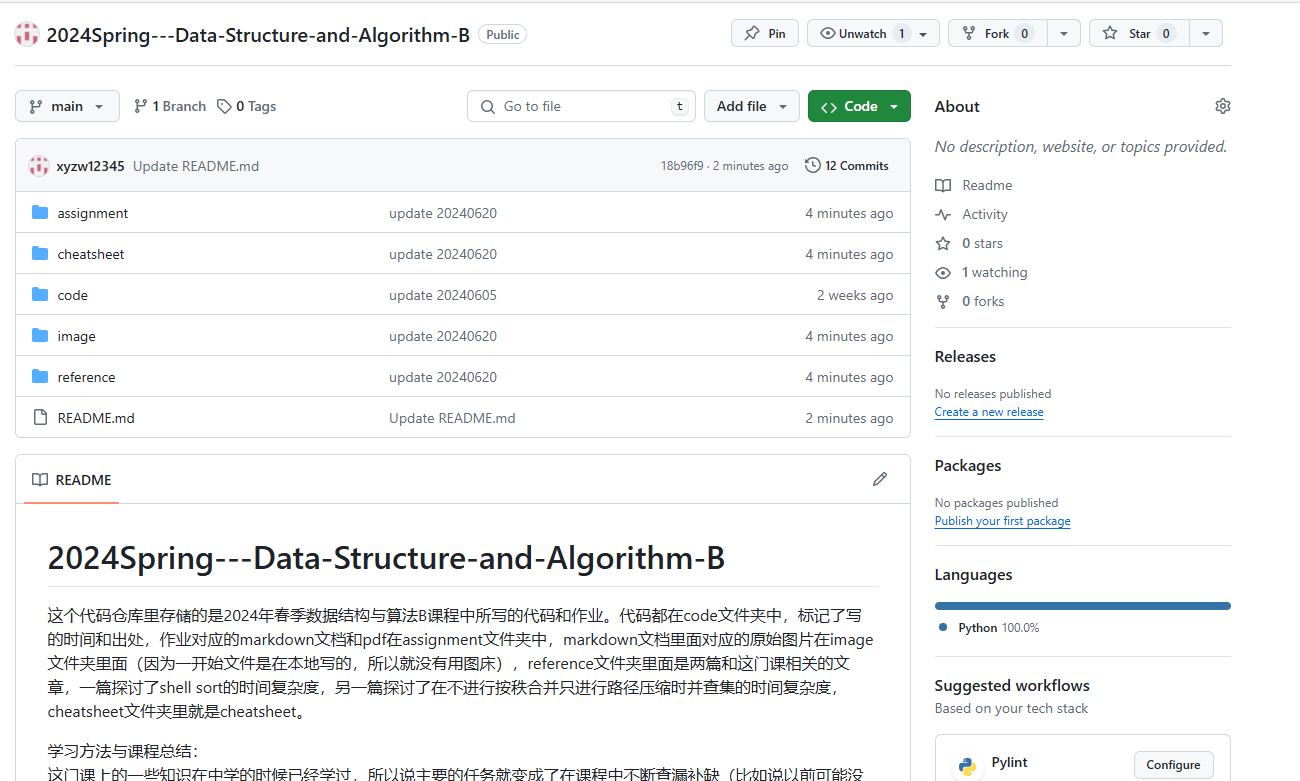 2024Spring---Data-Structure-and-Algorithm-B Public Pin Unwatch 1 Fork 0 Star 0
main 1 Branch 0 Tags Go to file t Add file Code
xyzw12345 Update README.md 18b96f9 · 2 minutes ago 12 Commits
assignment update 20240620 4 minutes ago
cheatsheet update 20240620 4 minutes ago
code update 20240605 2 weeks ago
image update 20240620 4 minutes ago
reference update 20240620 4 minutes ago
README.md Update README.md 2 minutes ago
README
2024Spring---Data-Structure-and-Algorithm-B
这个代码仓库里存储的是2024年春季数据结构与算法B课程中所写的代码和作业。代码都在code文件夹中，标记了写
的时间和出处，作业对应的markdown文档和pdf在assignment文件夹中，markdown文档里面对应的原始图片在image
文件夹里面（因为一开始文件是在本地写的，所以就没有用图床），reference文件夹里面是两篇和这门课相关的文
章，一篇探讨了shell sort的时间复杂度，另一篇探讨了在不进行按秩合并只进行路径压缩时并查集的时间复杂度，
cheatsheet文件夹里就是cheatsheet。
学习方法与课程总结：
这门课上的一些知识在中学的时候已经学过，所以说主要的任务就变成了在课程中不断查漏补缺（比如说以前可能没
About
No description, website, or topics provided.
Readme
Activity
0 stars
1 watching
0 forks
Releases
No releases published
Create a new release
Packages
No packages published
Publish your first package
Languages
Python 100.0%
Suggested workflows
Based on your tech stack
Pylint Configure